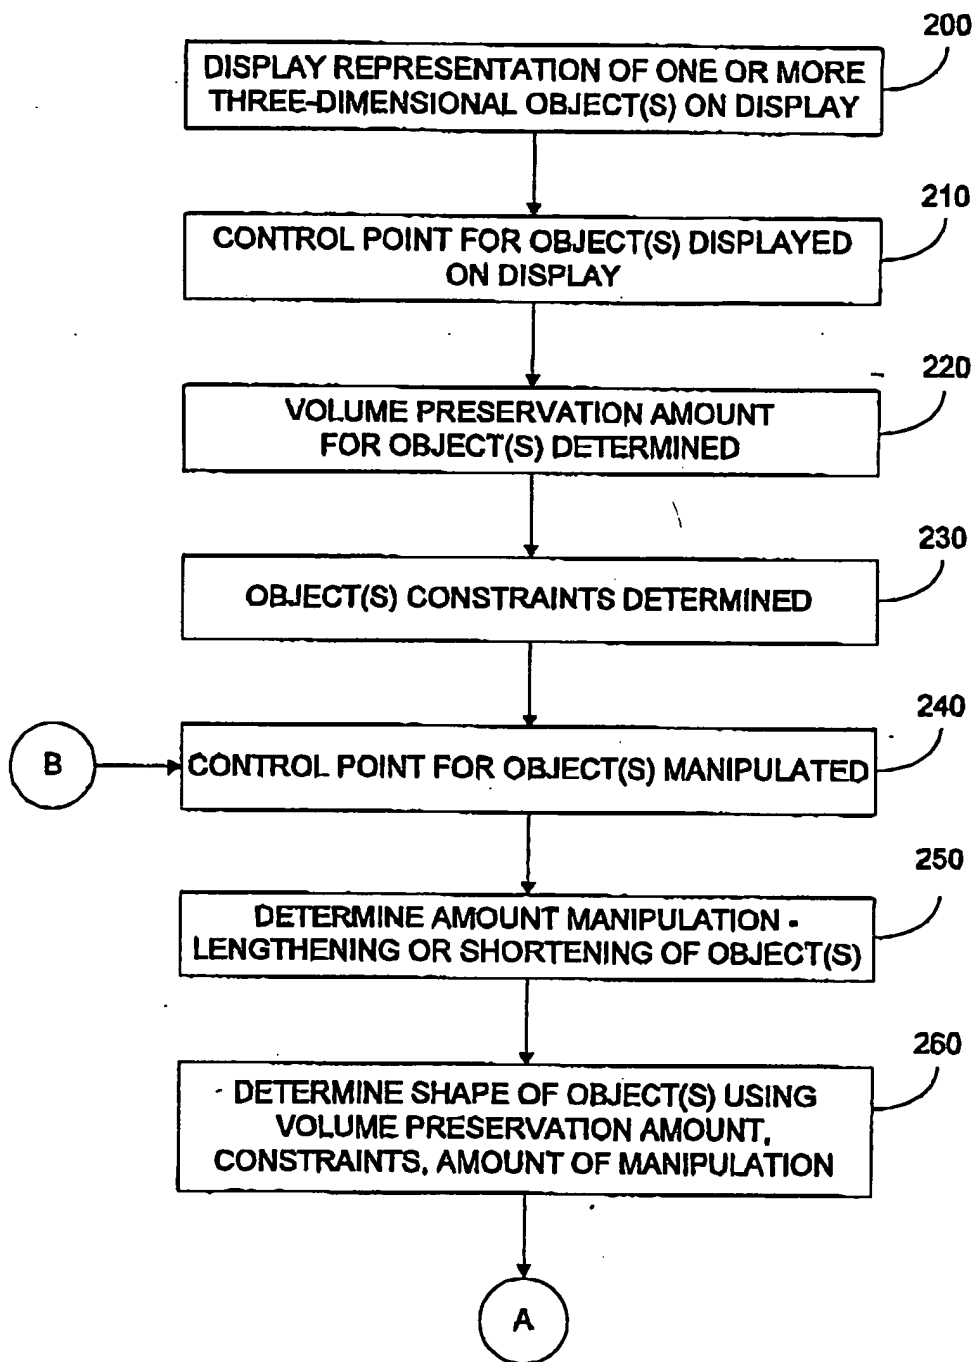 200
DISPLAY REPRESENTATION OF ONE OR MORE
THREE-DIMENSIONAL OBJECT(S) ON DISPLAY
210
CONTROL POINT FOR OBJECT(S) DISPLAYED
ON DISPLAY
220
VOLUME PRESERVATION AMOUNT
FOR OBJECT(S) DETERMINED
230
OBJECT(S) CONSTRAINTS DETERMINED
240
B
CONTROL POINT FOR OBJECT(S) MANIPULATED
250
DETERMINE AMOUNT MANIPULATION -
LENGTHENING OR SHORTENING OF OBJECT(S)
260
DETERMINE SHAPE OF OBJECT(S) USING
VOLUME PRESERVATION AMOUNT,
CONSTRAINTS, AMOUNT OF MANIPULATION
A